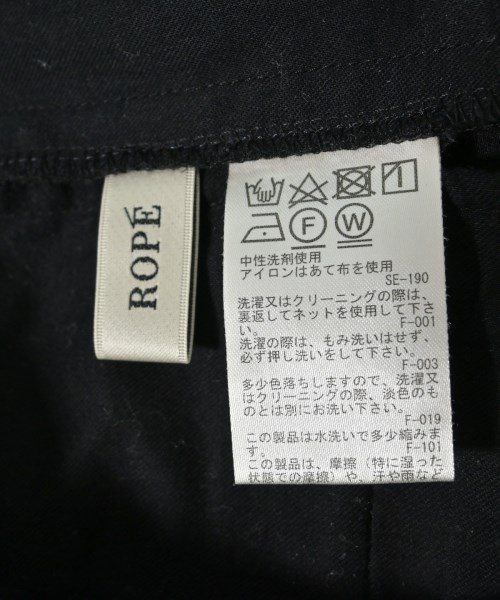 ROPÉ
F
W
中性洗剤使用
アイロンはあて布を使用
SE-190
洗濯又はクリーニングの際は、
裏返してネットを使用して下さ
い。
F-001
洗濯の際は、もみ洗いはせず、
必ず押し洗いをして下さい。
F-003
多少色落ちしますので、洗濯又
はクリーニングの際、淡色のも
のとは別にお洗い下さい。
F-019
この製品は水洗いで多少縮みま
す。
F-101
この製品は、摩擦（特に湿った
状態での摩擦）や、汗や雨など